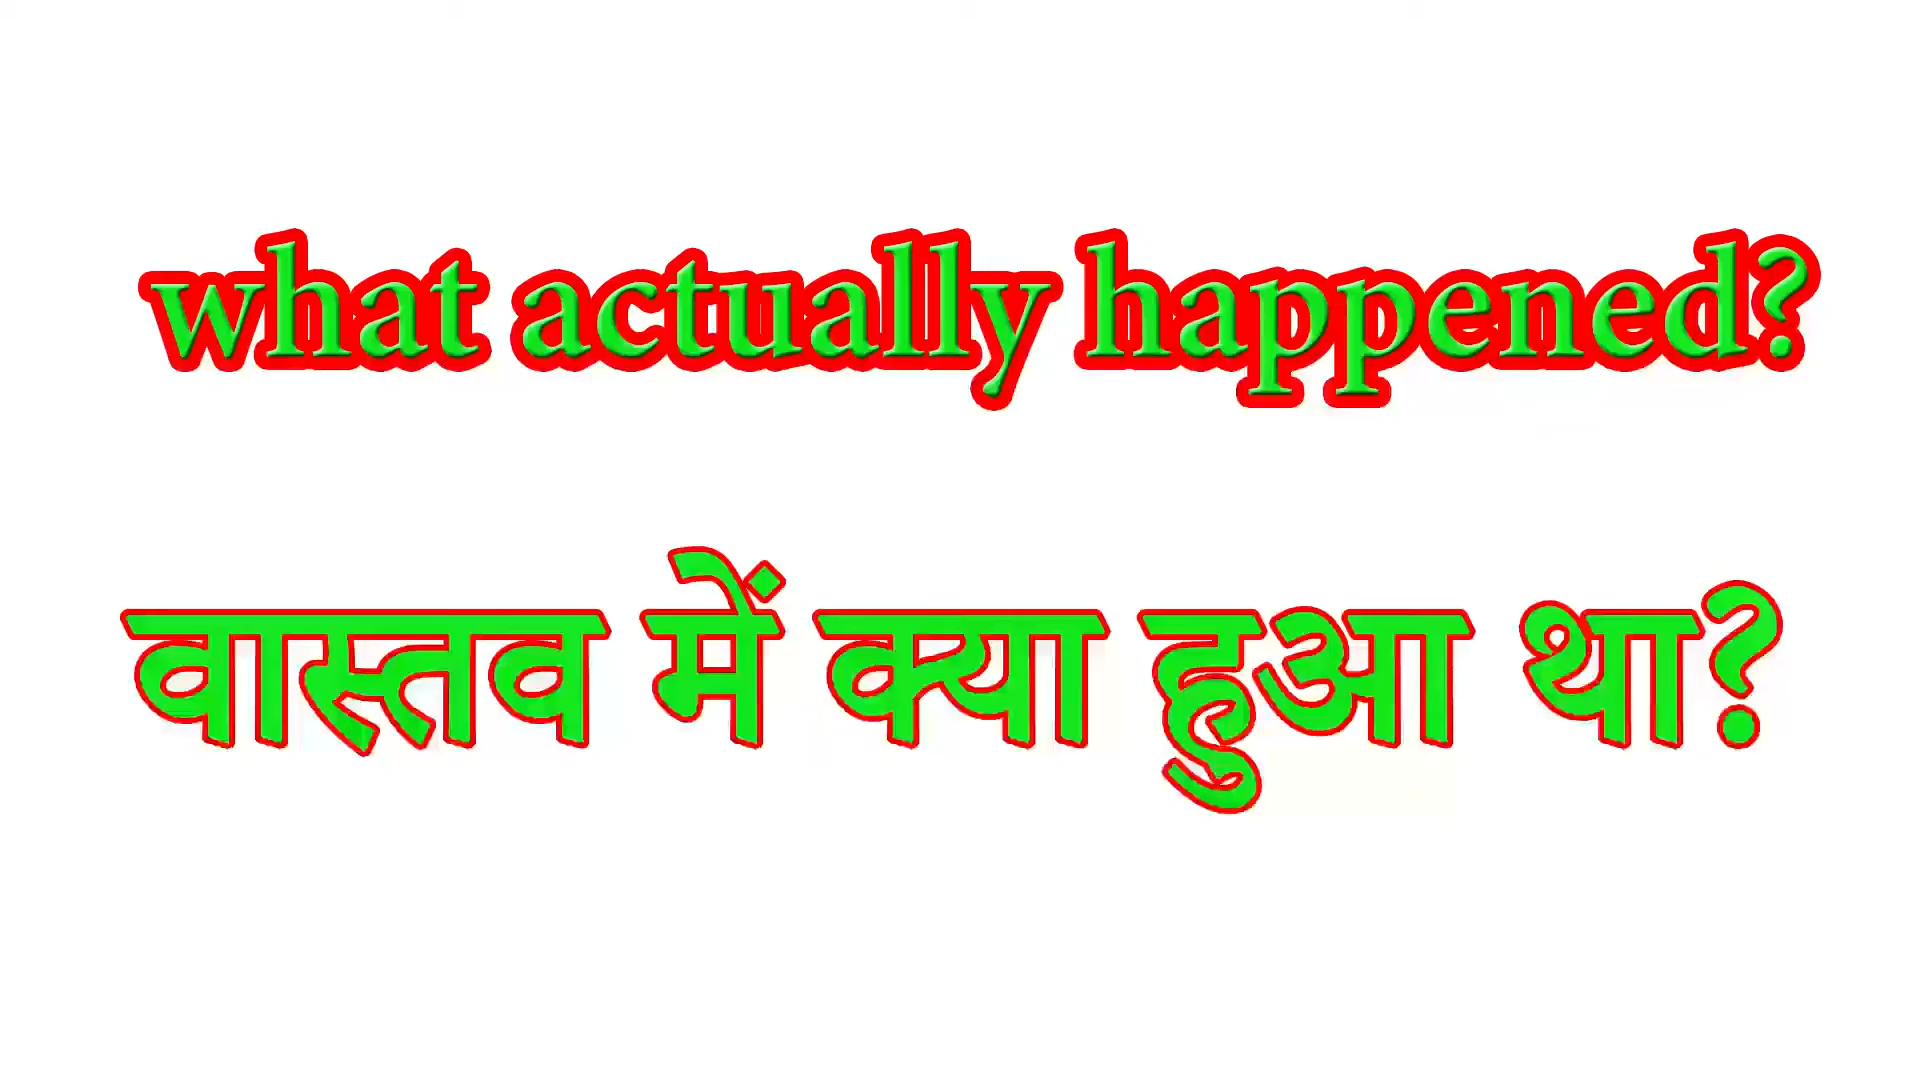 what actually happened?
वास्तव में क्या हुआ था?